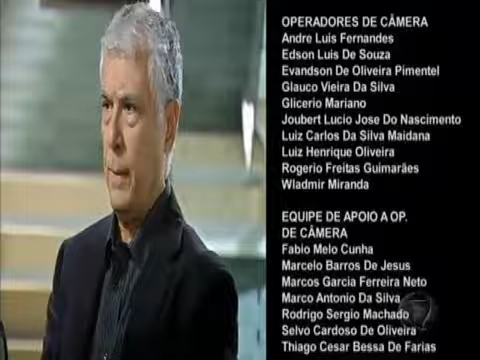 OPERADORES DE CÂMERA
Andre Luis Fernandes
Edson Luis De Souza
Evandson De Oliveira Pimentel
Glauco Vieira Da Silva
Glicerio Mariano
Joubert Lucio Jose Do Nascimento
Luiz Carlos Da Silva Maidana
Luiz Henrique Oliveira
Rogerio Freitas Guimarães
Wladmir Miranda
EQUIPE DE APOIO A OP.
DE CÂMERA
Fabio Melo Cunha
Marcelo Barros De Jesus
Marcos Garcia Ferreira Neto
Marco Antonio Da Silva
Rodrigo Sergio Machado
Selvo Cardoso De Oliveira
Thiago Cesar Bessa De Farias